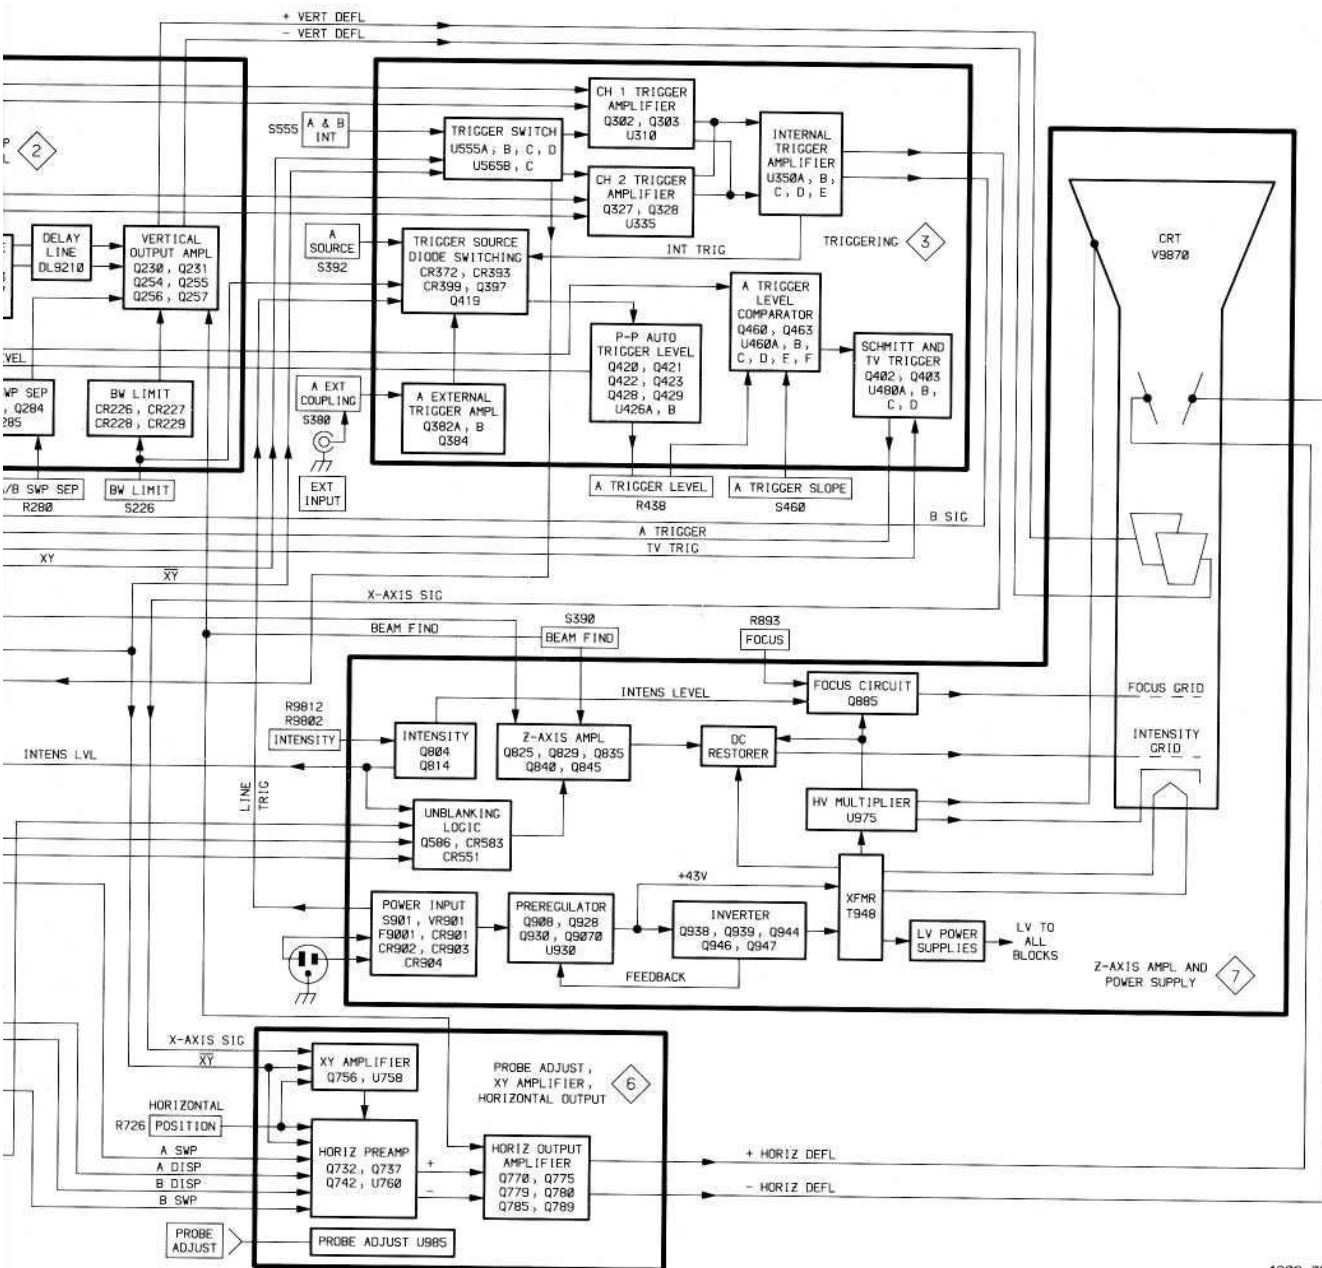 + VERT DEFL
- VERT DEFL
2
DELAY
LINE
DL9210
VERTICAL
OUTPUT AMPL
Q230, Q231
Q254, Q255
Q256, Q257
WP SEP
, Q284
285
BW LIMIT
CR226, CR227
CR228, CR229
/B SWP SEP
R280
BW LIMIT
S226
S555
A & B
INT
TRIGGER SWITCH
U555A, B, C, D
U565B, C
CH 1 TRIGGER
AMPLIFIER
Q302, Q303
U310
CH 2 TRIGGER
AMPLIFIER
Q327, Q328
U335
INTERNAL
TRIGGER
AMPLIFIER
U350A, B,
C, D, E
TRIGGERING
3
A
SOURCE
S392
TRIGGER SOURCE
DIODE SWITCHING
CR372, CR393
CR399, Q397
Q419
INT TRIG
A TRIGGER
LEVEL
COMPARATOR
Q460, Q463
U460A, B,
C, D, E, F
P-P AUTO
TRIGGER LEVEL
Q420, Q421
Q422, Q423
Q428, Q429
U426A, B
SCHMITT AND
TV TRIGGER
Q402, Q403
U480A, B,
C, D
A EXT
COUPLING
S380
A EXTERNAL
TRIGGER AMPL
Q382A, B
Q384
EXT
INPUT
A TRIGGER LEVEL
R438
A TRIGGER SLOPE
S460
B SIG
A TRIGGER
TV TRIG
XY
XY
X-AXIS SIG
BEAM FIND
S390
BEAM FIND
R893
FOCUS
CRT
V9870
FOCUS GRID
INTENSITY
GRID
FOCUS CIRCUIT
Q885
INTENS LEVEL
R9812
R9802
INTENSITY
INTENSITY
Q804
Q814
Z-AXIS AMPL
Q825, Q829, Q835
Q840, Q845
DC
RESTORER
INTENS LVL
LINE
TRIG
UNBLANKING
LOGIC
Q586, CR583
CR551
HV MULTIPLIER
U975
+43V
XFMR
T948
POWER INPUT
S901, VR901
F9001, CR901
CR902, CR903
CR904
PREREGULATOR
Q908, Q928
Q930, Q9070
U930
INVERTER
Q938, Q939, Q944
Q946, Q947
FEEDBACK
LV POWER
SUPPLIES
LV TO
ALL
BLOCKS
Z-AXIS AMPL AND
POWER SUPPLY
7
X-AXIS SIG
XY
XY AMPLIFIER
Q756, U758
PROBE ADJUST,
XY AMPLIFIER,
HORIZONTAL OUTPUT
6
HORIZONTAL
R726
POSITION
A SWP
A DISP
B DISP
B SWP
HORIZ PREAMP
Q732, Q737
Q742, U760
+
-
HORIZ OUTPUT
AMPLIFIER
Q770, Q775
Q779, Q780
Q785, Q789
+ HORIZ DEFL
- HORIZ DEFL
PROBE
ADJUST
PROBE ADJUST U985